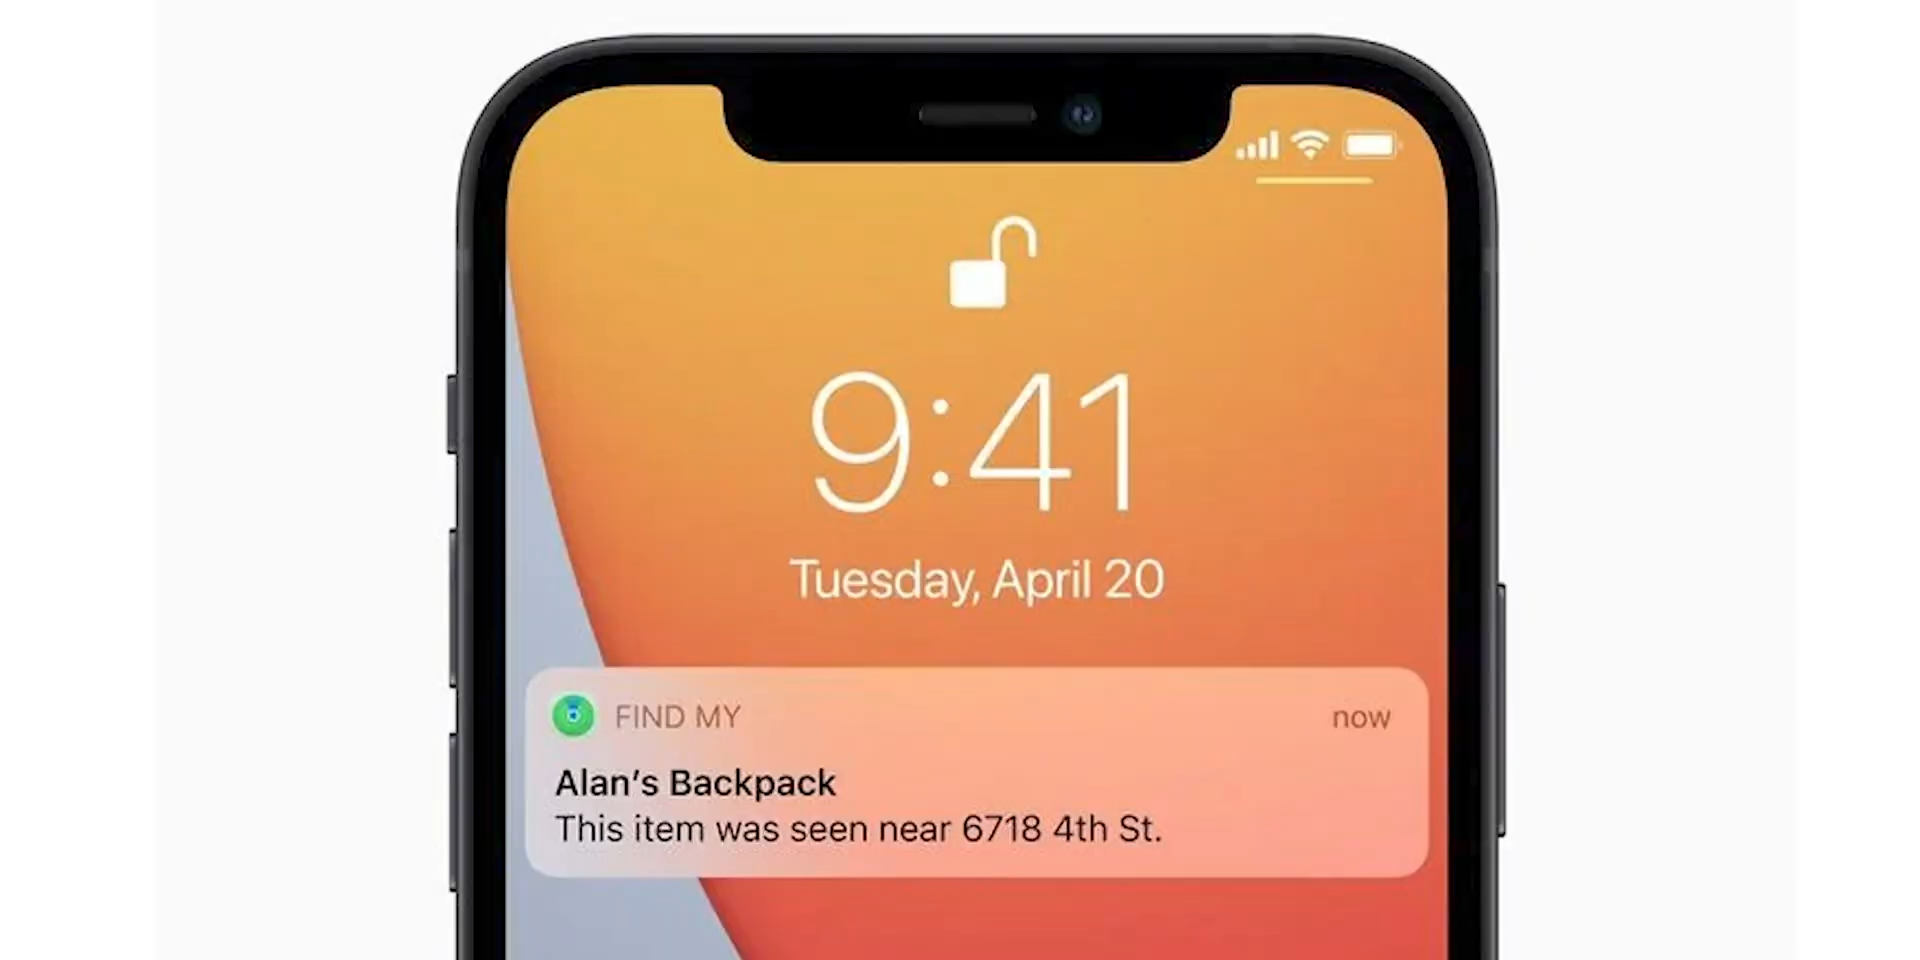 9:41
Tuesday, April 20
FIND MY
now
Alan's Backpack
This item was seen near 6718 4th St.